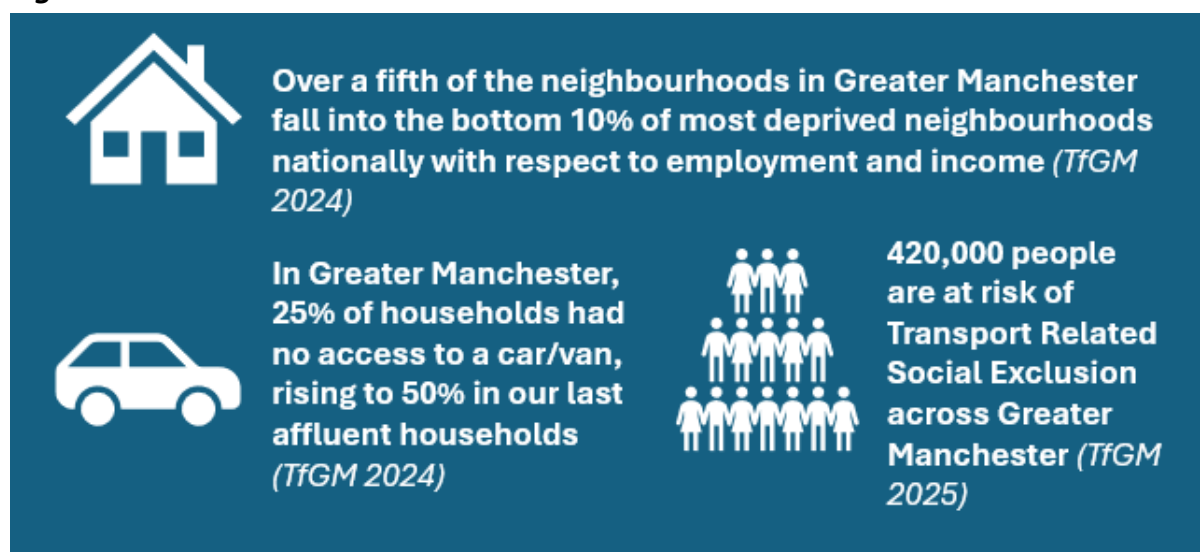 Over a fifth of the neighbourhoods in Greater Manchester
fall into the bottom 10% of most deprived neighbourhoods
nationally with respect to employment and income (TfGM
2024)
In Greater Manchester,
25% of households had
no access to a car/van,
rising to 50% in our last
affluent households
(TfGM 2024)
420,000 people
are at risk of
Transport Related
Social Exclusion
across Greater
Manchester (TfGM
2025)